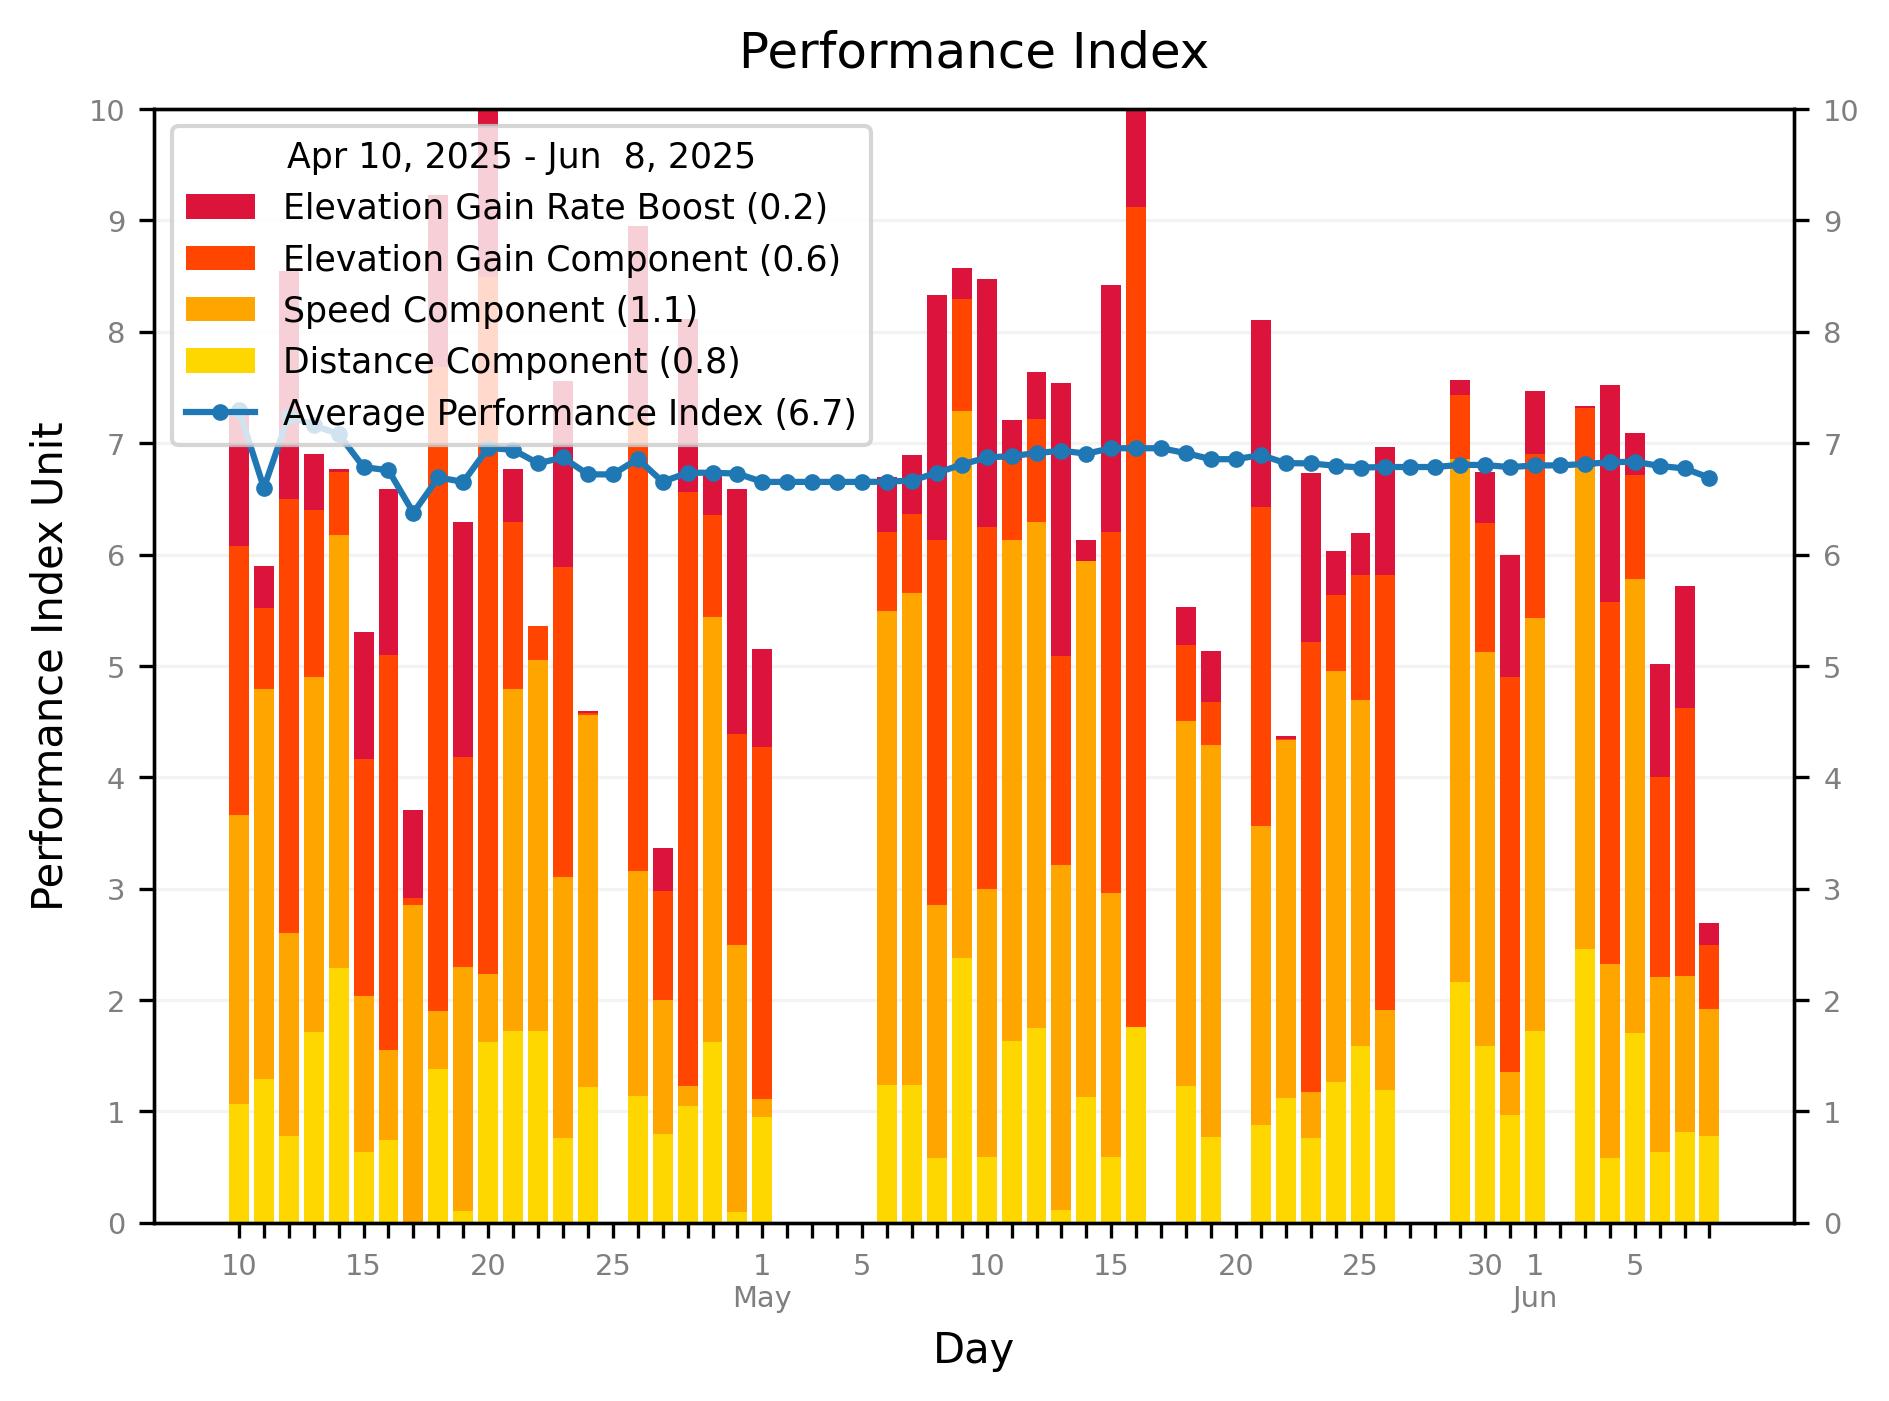 Performance Index
Apr 10, 2025 - Jun  8, 2025
Elevation Gain Rate Boost (0.2)
Elevation Gain Component (0.6)
Speed Component (1.1)
Distance Component (0.8)
Average Performance Index (6.7)
Performance Index Unit
10
9
8
7
6
5
4
3
2
1
0
10
9
8
7
6
5
4
3
2
1
0
10 15 20 25 1 5 10 15 20 25 30 1 5
May Jun
Day